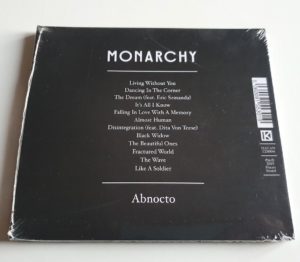 MONARCHY
Living Without You
Dancing In The Corner
The Dream (feat. Eric Srmanda)
It's All I Know
Falling In Love With A Memory
Almost Human
Disintegration (feat. Dita Von Teese)
Black Widow
The Beautiful Ones
Fractured World
The Wave
Like A Soldier
Abnocto